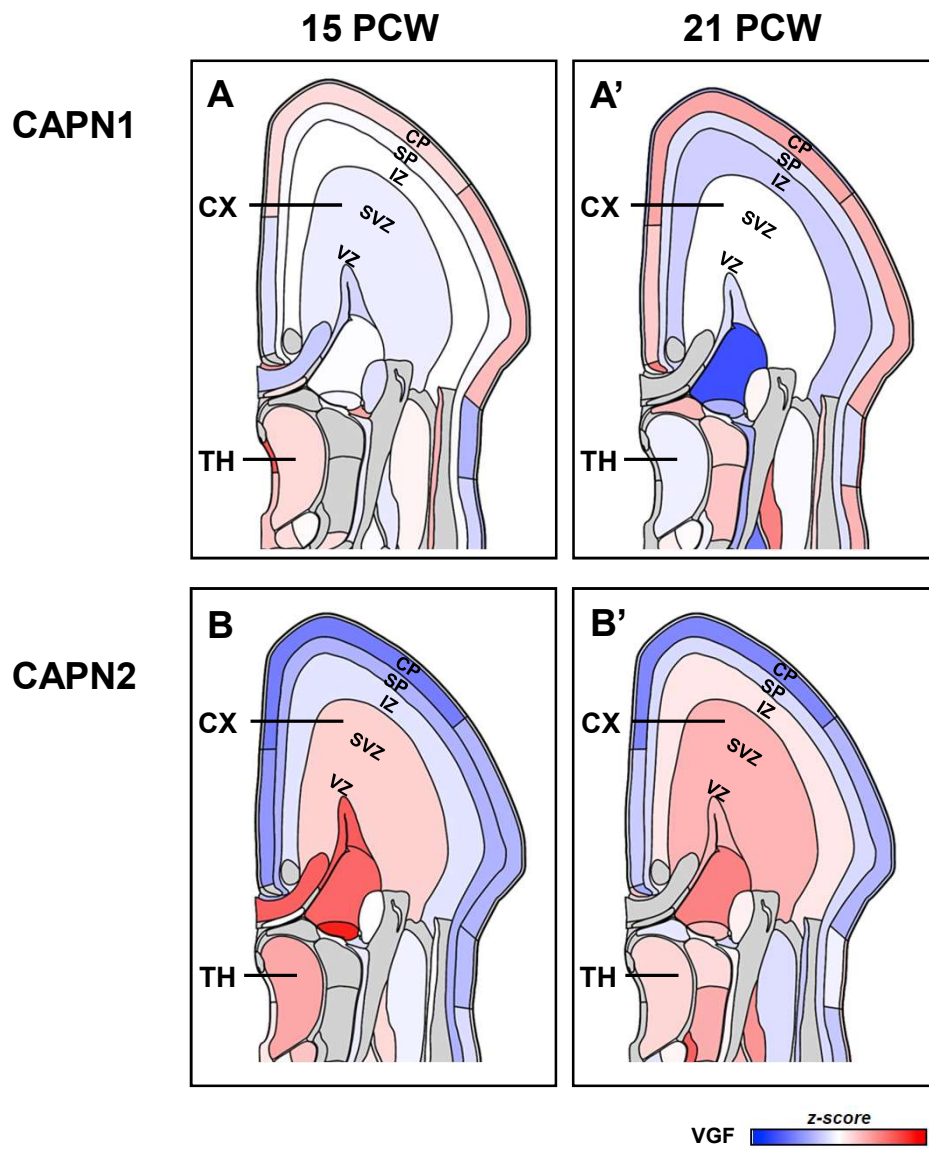 15 PCW
21 PCW
CAPN1
A
CP
SP
IZ
CX
SVZ
VZ
TH
A’
CP
SP
IZ
CX
SVZ
VZ
TH
CAPN2
B
CP
SP
IZ
CX
SVZ
VZ
TH
B’
CP
SP
IZ
CX
SVZ
VZ
TH
z-score
VGF